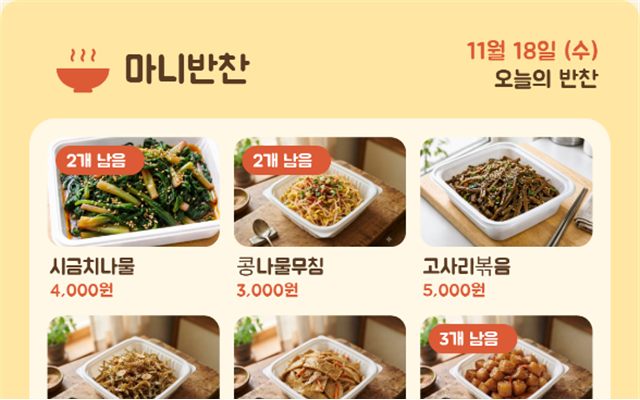 마니반찬
11월 18일 (수)
오늘의 반찬
2개 남음
2개 남음
시금치나물
콩나물무침
고사리볶음
4,000원
3,000원
5,000원
3개 남음